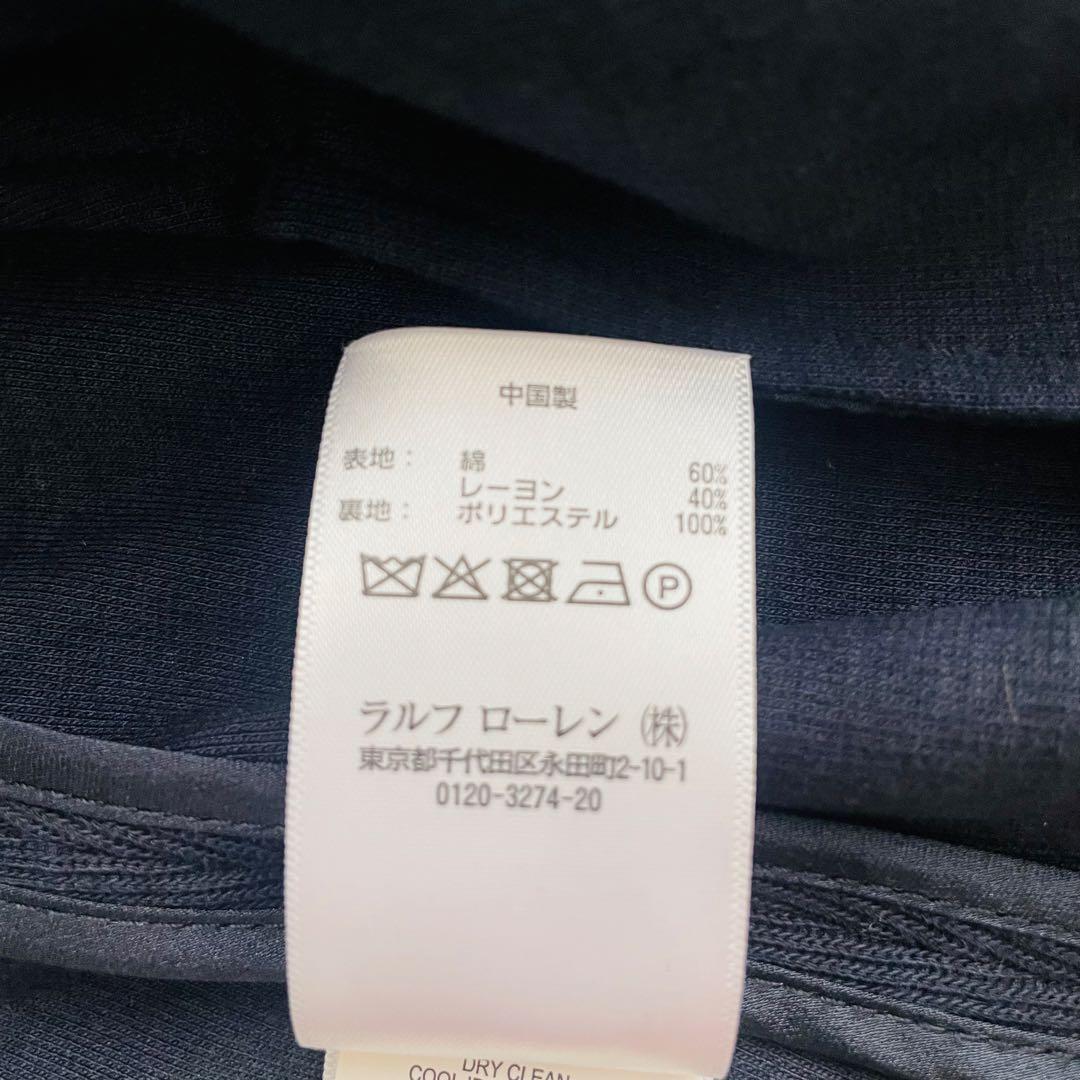 中国製
表地： 綿 60%
レーヨン 40%
裏地： ポリエステル 100%
P
ラルフ ローレン (株)
東京都千代田区永田町2-10-1
0120-3274-20
DRY CLEAN
COOL